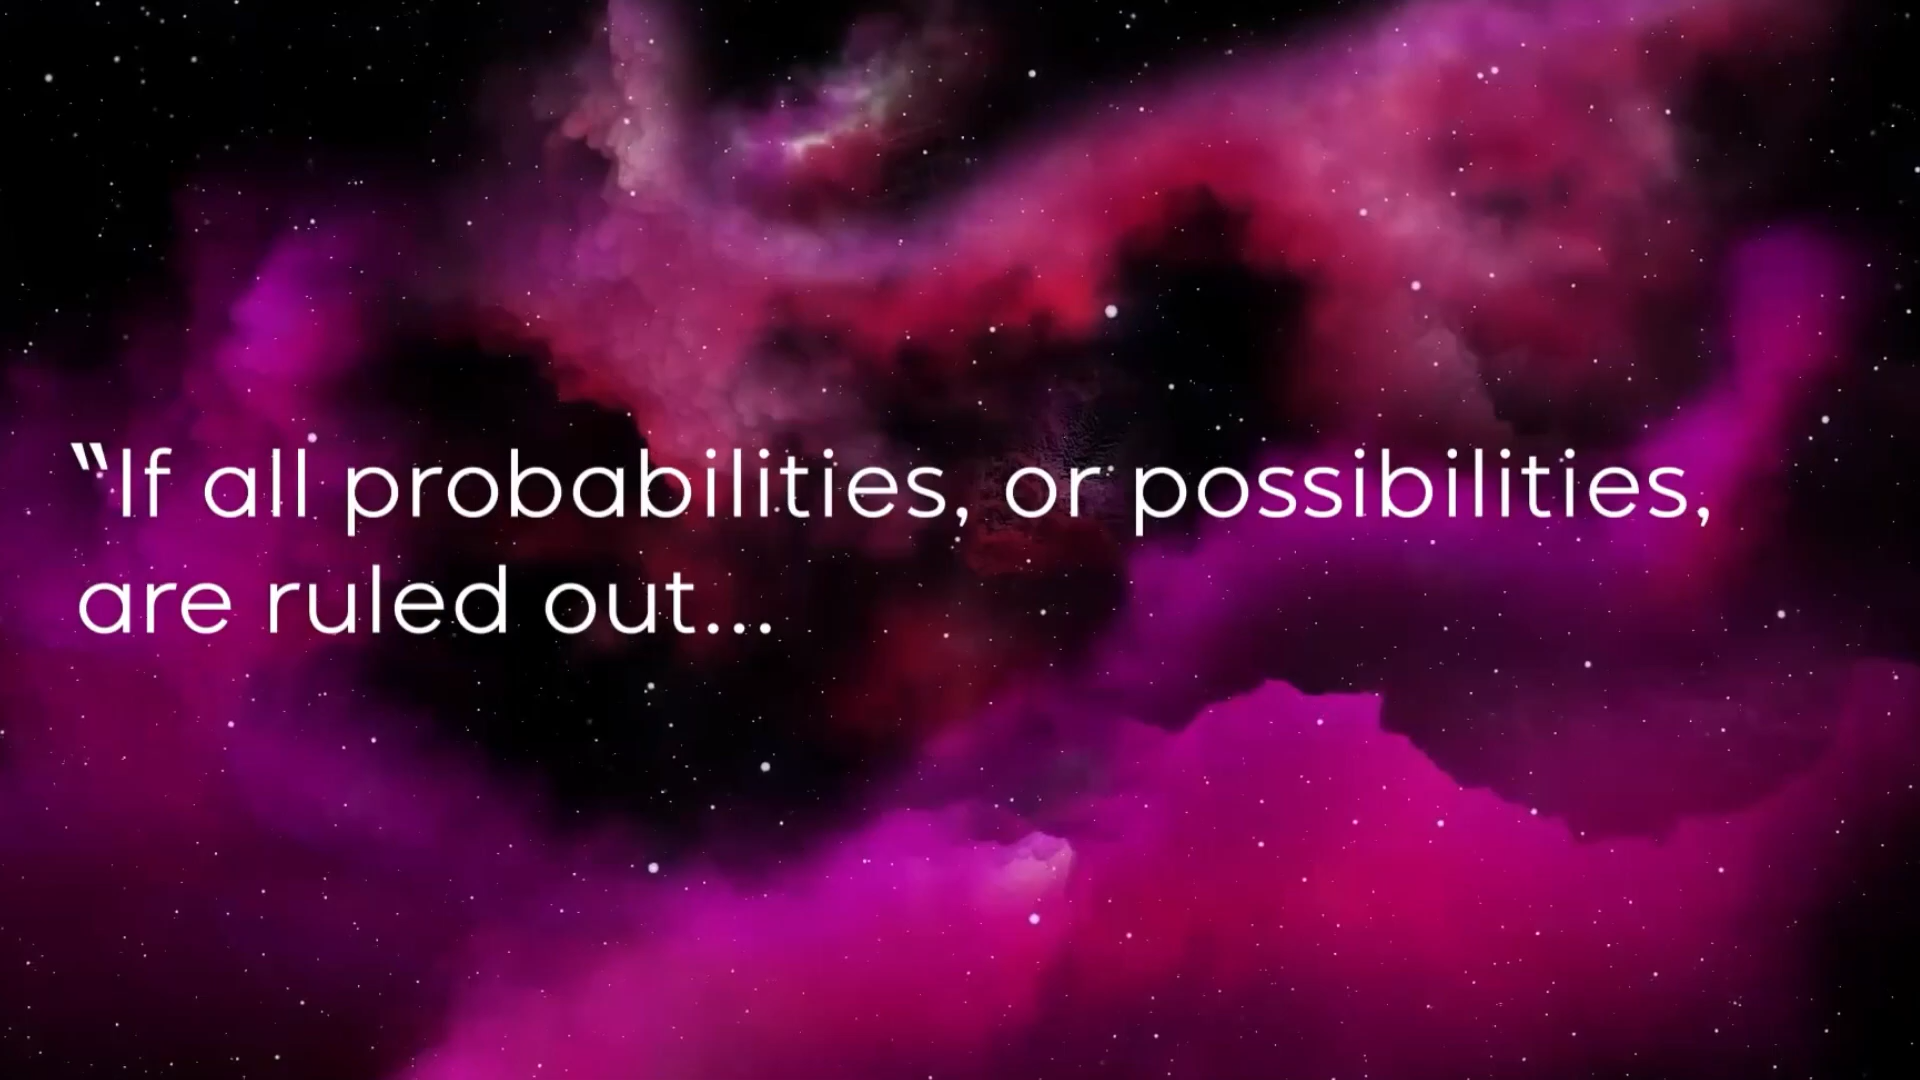 “If all probabilities, or possibilities,
are ruled out...